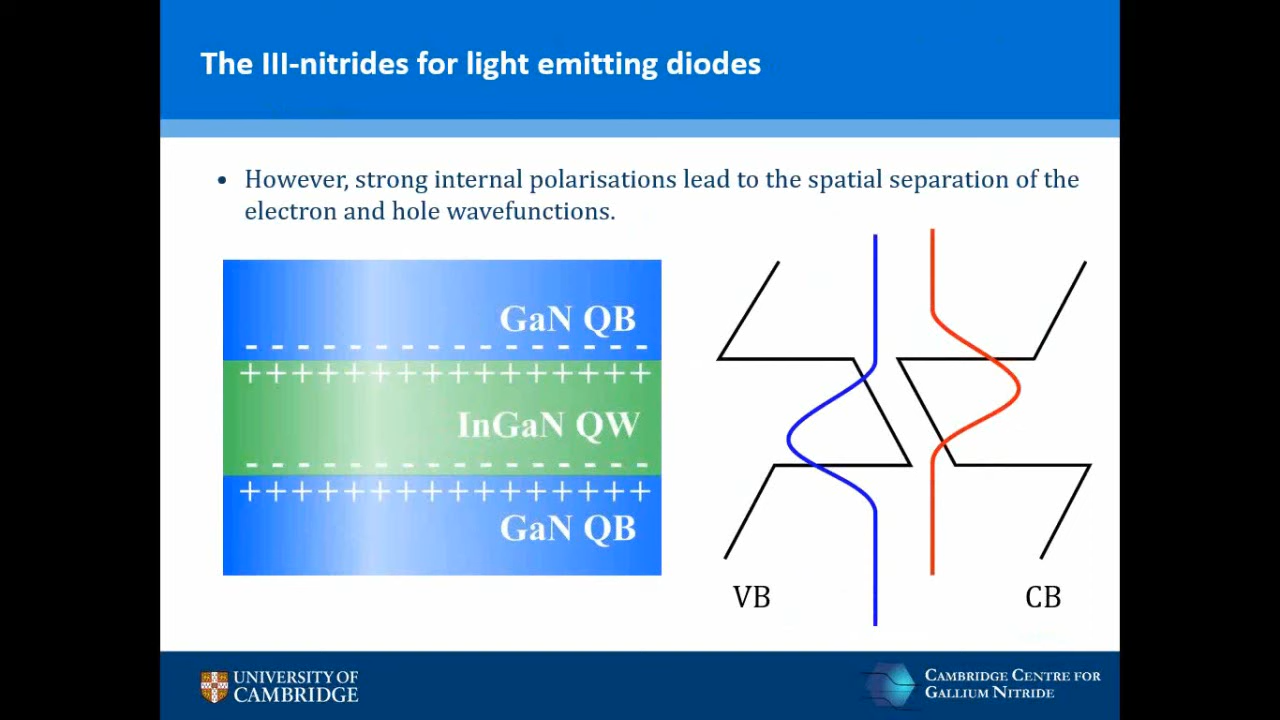 The III-nitrides for light emitting diodes
• However, strong internal polarisations lead to the spatial separation of the
electron and hole wavefunctions.
GaN QB
- - - - - - - - - - - - - - - -
+ + + + + + + + + + + + + + + +
InGaN QW
- - - - - - - - - - - - - - - -
+ + + + + + + + + + + + + + + +
GaN QB
VB
CB
UNIVERSITY OF
CAMBRIDGE
CAMBRIDGE CENTRE FOR
GALLIUM NITRIDE